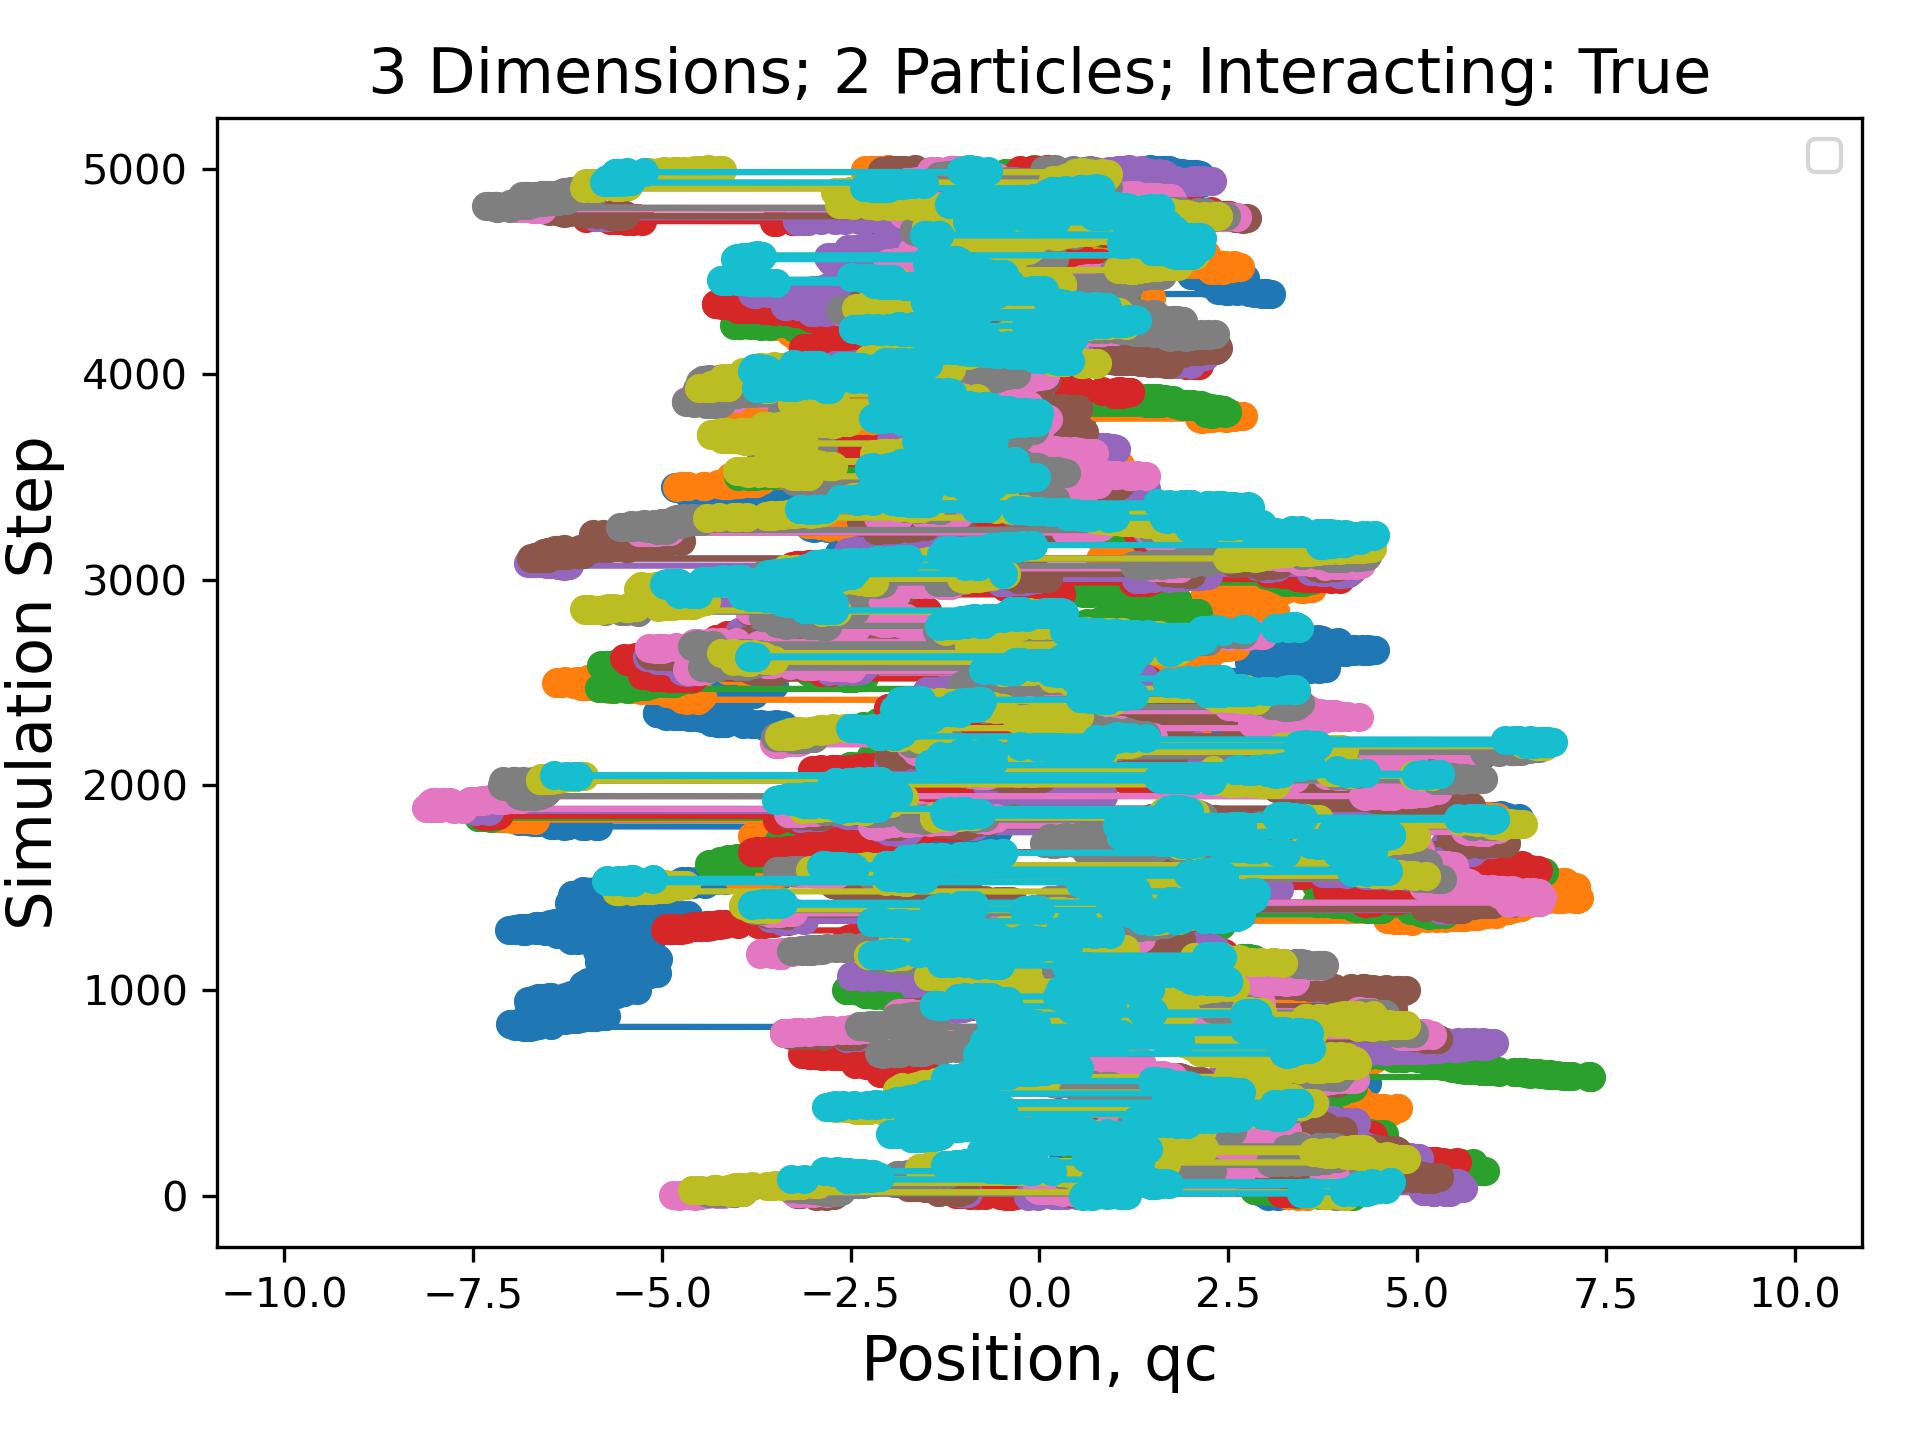 3 Dimensions; 2 Particles; Interacting: True
Simulation Step
5000
4000
3000
2000
1000
0
−10.0 −7.5 −5.0 −2.5 0.0 2.5 5.0 7.5 10.0
Position, qc